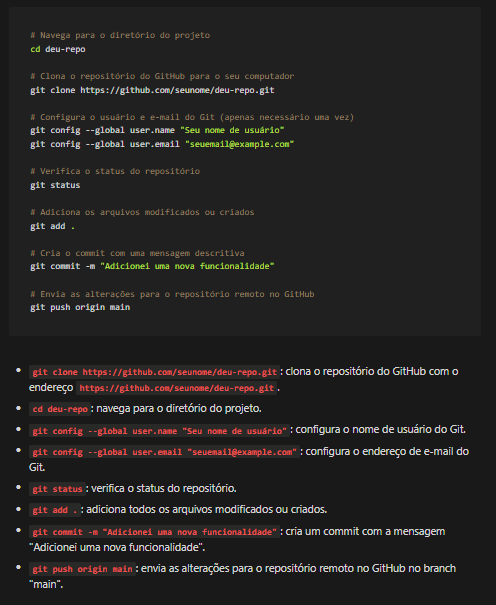 # Navega para o diretório do projeto
cd deu-repo
# Clona o repositório do GitHub para o seu computador
git clone https://github.com/seunome/deu-repo.git
# Configura o usuário e e-mail do Git (apenas necessário uma vez)
git config --global user.name "Seu nome de usuário"
git config --global user.email "seuemail@example.com"
# Verifica o status do repositório
git status
# Adiciona os arquivos modificados ou criados
git add .
# Cria o commit com uma mensagem descritiva
git commit -m "Adicionei uma nova funcionalidade"
# Envia as alterações para o repositório remoto no GitHub
git push origin main
• git clone https://github.com/seunome/deu-repo.git: clona o repositório do GitHub com o
endereço https://github.com/seunome/deu-repo.git.
• cd deu-repo: navega para o diretório do projeto.
• git config --global user.name "Seu nome de usuário": configura o nome de usuário do Git.
• git config --global user.email "seuemail@example.com": configura o endereço de e-mail do
Git.
• git status: verifica o status do repositório.
• git add .: adiciona todos os arquivos modificados ou criados.
• git commit -m "Adicionei uma nova funcionalidade": cria um commit com a mensagem
"Adicionei uma nova funcionalidade".
• git push origin main: envia as alterações para o repositório remoto no GitHub no branch
"main".